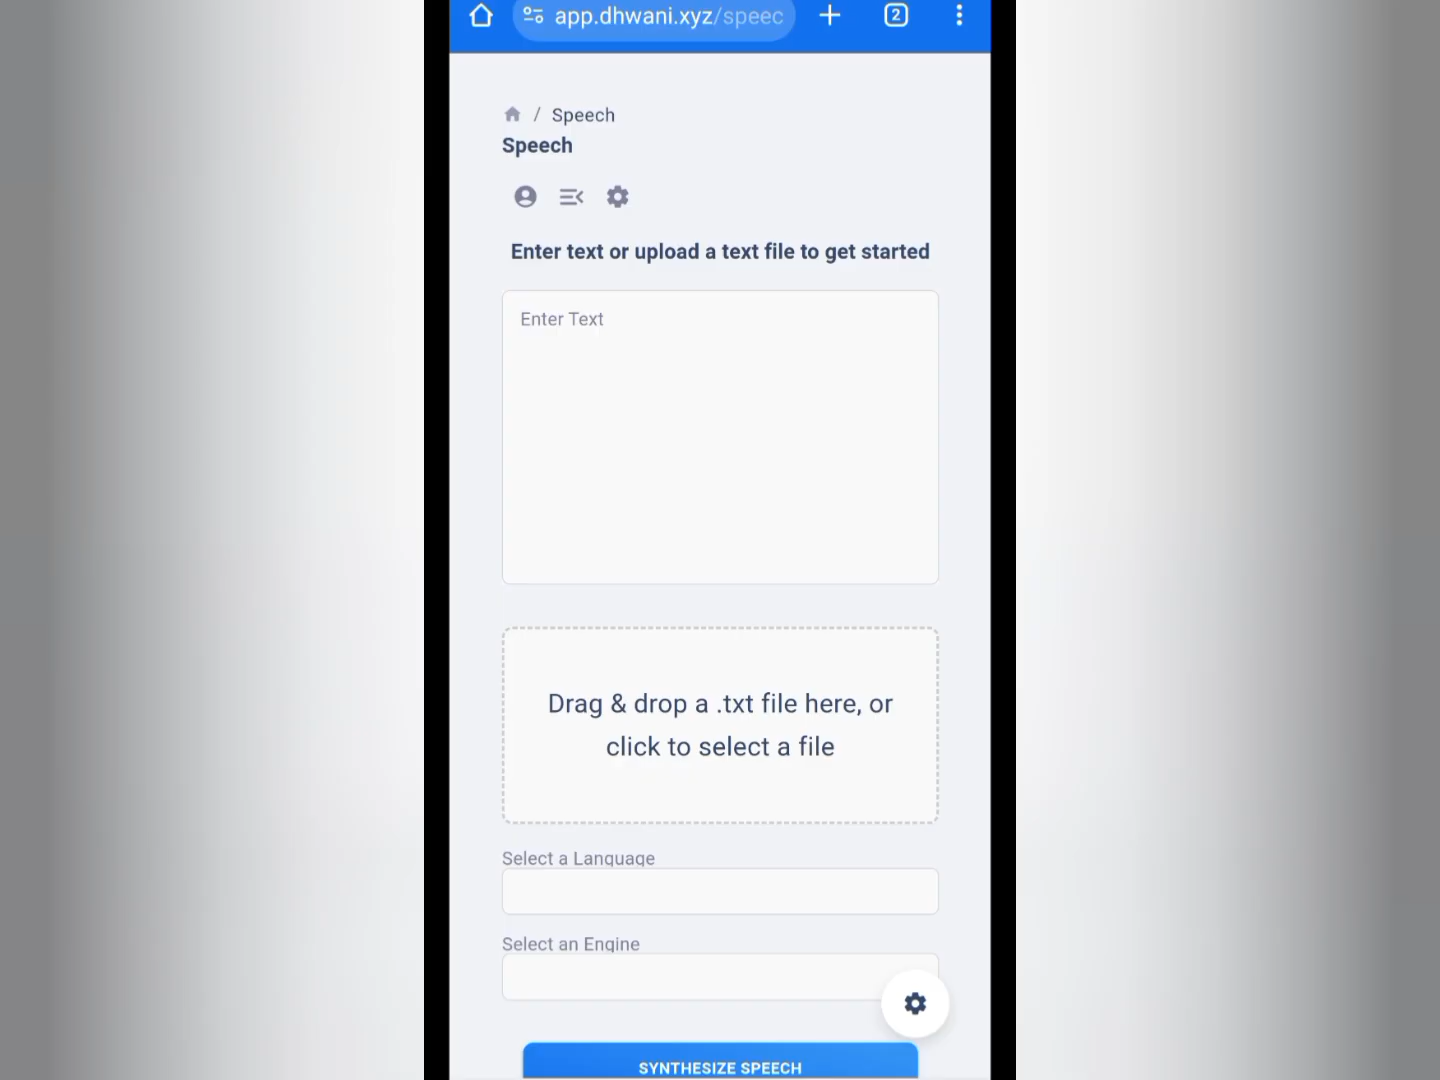 app.dhwani.xyz/speec
2
/ Speech
Speech
Enter text or upload a text file to get started
Enter Text
Drag & drop a .txt file here, or
click to select a file
Select a Language
Select an Engine
SYNTHESIZE SPEECH